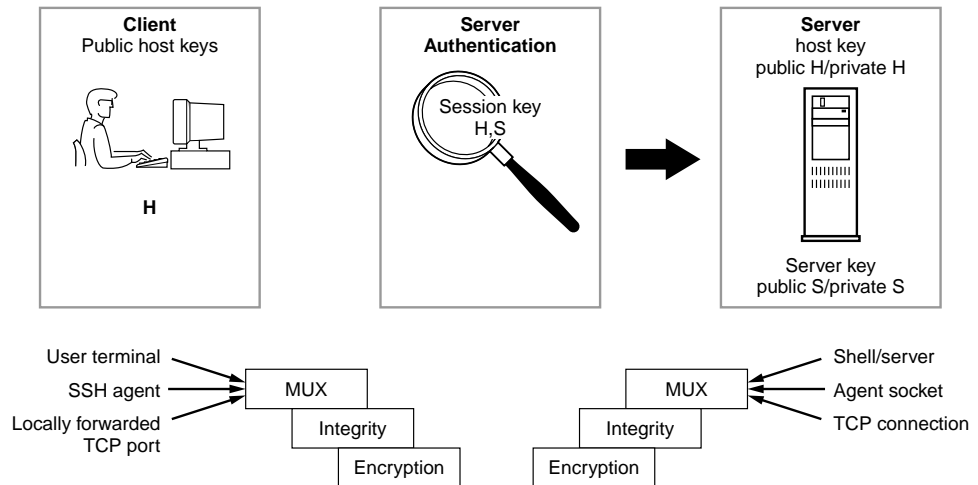 Client
Public host keys
H
Server
Authentication
Session key
H,S
Server
host key
public H/private H
Server key
public S/private S
User terminal
SSH agent
Locally forwarded
TCP port
MUX
Integrity
Encryption
MUX
Integrity
Encryption
Shell/server
Agent socket
TCP connection